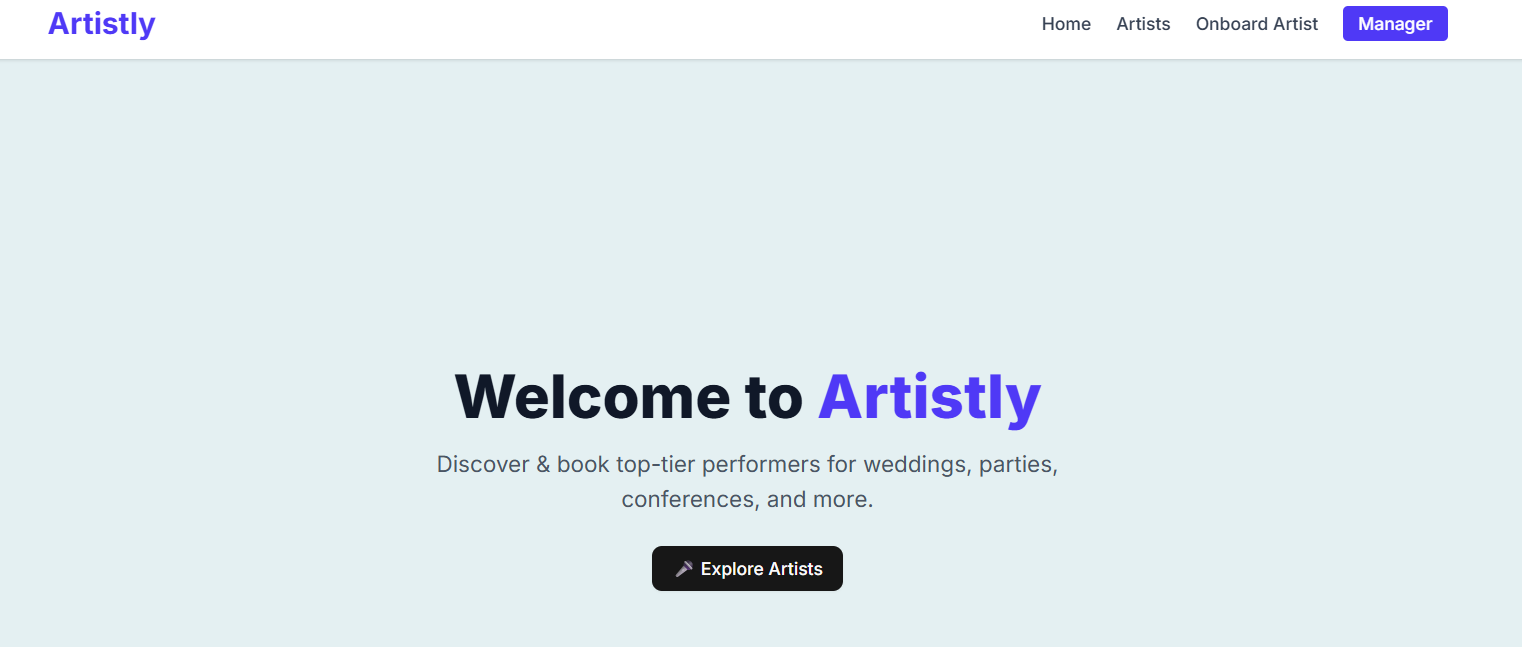 Artistly
Home Artists Onboard Artist Manager
Welcome to Artistly
Discover & book top-tier performers for weddings, parties,
conferences, and more.
🎤 Explore Artists